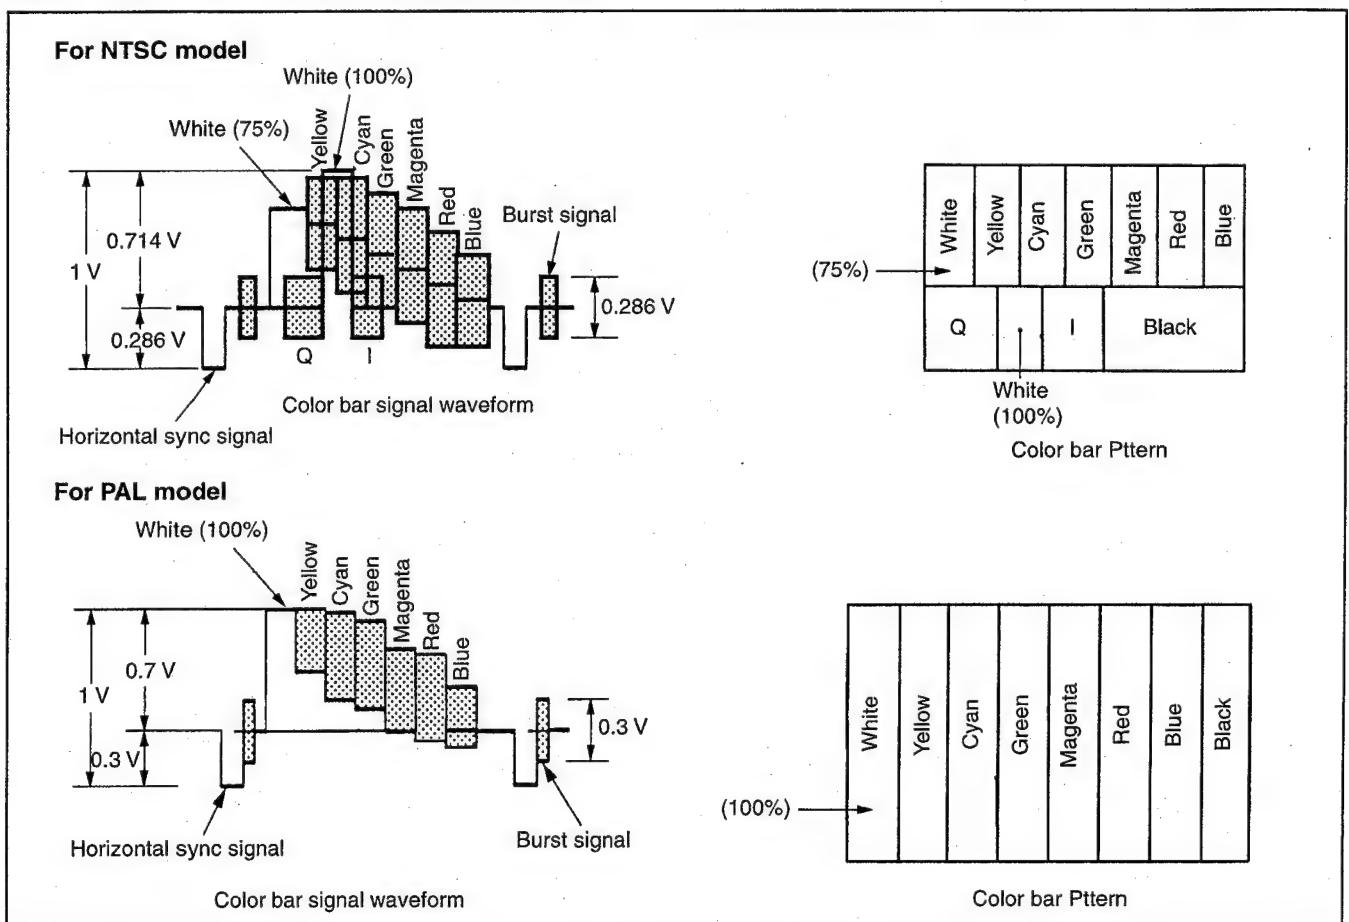 For NTSC model
White (100%)
White (75%)
Yellow
Cyan
Green
Magenta
Red
Blue
Burst signal
0.714 V
1 V
0.286 V
0.286 V
Q
I
Color bar signal waveform
Horizontal sync signal
White
Yellow
Cyan
Green
Magenta
Red
Blue
(75%)
Q
I
Black
White
(100%)
Color bar Pttern
For PAL model
White (100%)
Yellow
Cyan
Green
Magenta
Red
Blue
0.7 V
1 V
0.3 V
0.3 V
Horizontal sync signal
Burst signal
Color bar signal waveform
White
Yellow
Cyan
Green
Magenta
Red
Blue
Black
(100%)
Color bar Pttern